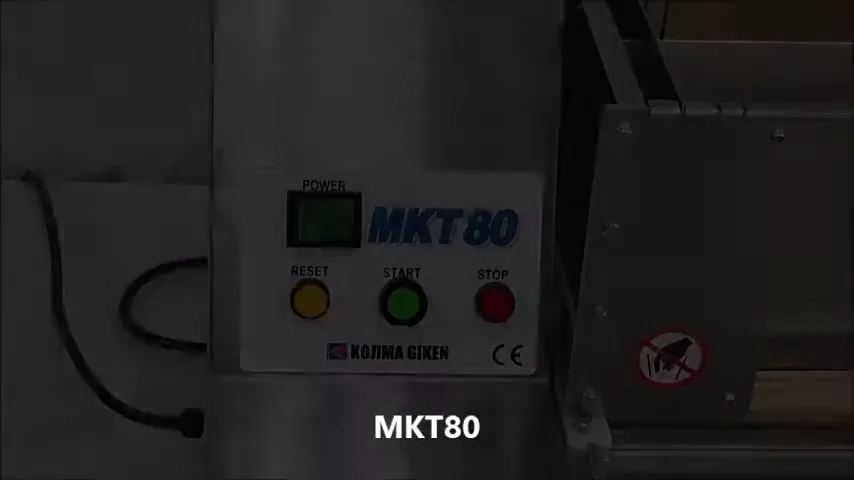 POWER
MKT80
RESET START STOP
KOJIMA GIKEN CE
MKT80